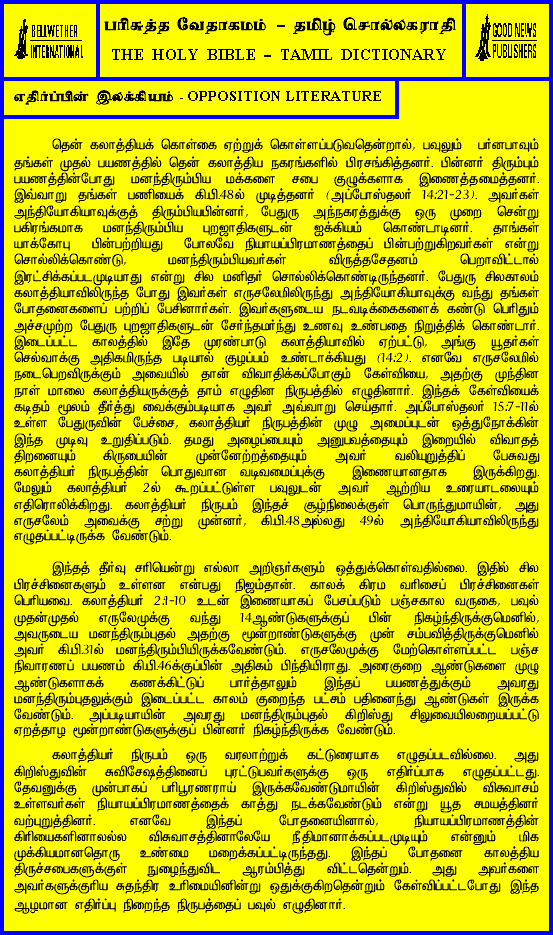 BELLWETHER
INTERNATIONAL
பரிசுத்த வேதாகமம் – தமிழ் சொல்லகராதி
THE HOLY BIBLE – TAMIL DICTIONARY
GOOD NEWS
PUBLISHERS
எதிர்ப்பின் இலக்கியம் - OPPOSITION LITERATURE
தென் கலாத்தியக் கொள்கை ஏற்றுக் கொள்ளப்படுவதென்றால், பவுலும் பர்னபாவும்
தங்கள் முதல் பயணத்தில் தென் கலாத்திய நகரங்களில் பிரசங்கித்தனர். பின்னர் திரும்பும்
பயணத்தின்போது மனந்திரும்பிய மக்களை சபை குழுக்களாக இணைத்தமைத்தனர்.
இவ்வாறு தங்கள் பணியைக் கி.பி.48ல் முடித்தனர் (அப்போஸ்தலர் 14:21-23). அவர்கள்
அந்தியோகியாவுக்குத் திரும்பியபின்னர், பேதுரு அந்நகரத்துக்கு ஒரு முறை சென்று
பகிரங்கமாக மனந்திரும்பிய புறஜாதிகளுடன் ஐக்கியம் கொண்டாடினர். தாங்கள்
யாக்கோபு பின்பற்றியது போலவே நியாயப்பிரமாணத்தைப் பின்பற்றுகிறவர்கள் என்று
சொல்லிக்கொண்டு, மனந்திரும்பியவர்கள் விருத்தசேதனம் பெறாவிட்டால்
இரட்சிக்கப்படமுடியாது என்று சில மனிதர் சொல்லிக்கொண்டிருந்தனர். பேதுரு சிலகாலம்
கலாத்தியாவிலிருந்த போது இவர்கள் எருசலேமிலிருந்து அந்தியோகியாவுக்கு வந்து தங்கள்
போதனைகளைப் பற்றிப் பேசினார்கள். இவர்களுடைய நடவடிக்கைகளைக் கண்டு பெரிதும்
அச்சமுற்ற பேதுரு புறஜாதிகளுடன் சேர்ந்தமர்ந்து உணவு உண்பதை நிறுத்திக் கொண்டார்.
இடைப்பட்ட காலத்தில் இதே முரண்பாடு கலாத்தியாவில் ஏற்பட்டு, அங்கு யூதர்கள்
செல்வாக்கு அதிகமிருந்த படியால் குழப்பம் உண்டாக்கியது (14:2). எனவே எருசலேமில்
நடைபெறவிருக்கும் அவையில் தான் விவாதிக்கப்போகும் கேள்வியை, அதற்கு முந்தின
நாள் மாலை கலாத்தியருக்குத் தாம் எழுதின நிருபத்தில் எழுதினார். இந்தக் கேள்வியைக்
கடிதம் மூலம் தீர்த்து வைக்கும்படியாக அவர் அவ்வாறு செய்தார். அப்போஸ்தலர் 15:7-11ல்
உள்ள பேதுருவின் பேச்சை, கலாத்தியர் நிருபத்தின் முழு அமைப்புடன் ஒத்துநோக்கின்
இந்த முடிவு உறுதிப்படும். தமது அழைப்பையும் அனுபவத்தையும் இறையில் விவாதத்
திறனையும் கிருபையின் முன்னேற்றத்தையும் அவர் வலியுறுத்திப் பேசுவது
கலாத்தியர் நிருபத்தின் பொதுவான வடிவமைப்புக்கு இணையானதாக இருக்கிறது.
மேலும் கலாத்தியர் 2ல் கூறப்பட்டுள்ள பவுலுடன் அவர் ஆற்றிய உரையாடலையும்
எதிரொலிக்கிறது. கலாத்தியர் நிருபம் இந்தச் சூழ்நிலைக்குள் பொருந்துமாயின், அது
எருசலேம் அவைக்கு சற்று முன்னர், கி.பி.48அல்லது 49ல் அந்தியோகியாவிலிருந்து
எழுதப்பட்டிருக்க வேண்டும்.
இந்தத் தீர்வு சரியென்று எல்லா அறிஞர்களும் ஒத்துக்கொள்வதில்லை. இதில் சில
பிரச்சினைகளும் உள்ளன என்பது நிஜம்தான். காலக் கிரம வரிசைப் பிரச்சினைகள்
பெரியவை. கலாத்தியர் 2:1-10 உடன் இணையாகப் பேசப்படும் பஞ்சகால வருகை, பவுல்
முதன்முதல் எருலேமுக்கு வந்து 14ஆண்டுகளுக்குப் பின் நிகழ்ந்திருக்குமெனில்,
அவருடைய மனந்திரும்புதல் அதற்கு மூன்றாண்டுகளுக்கு முன் சம்பவித்திருக்குமெனில்
அவர் கி.பி.31ல் மனந்திரும்பியிருக்கவேண்டும். எருசலேமுக்கு மேற்கொள்ளப்பட்ட பஞ்ச
நிவாரணப் பயணம் கி.பி.46க்குப்பின் அதிகம் பிந்தியிராது. அரைகுறை ஆண்டுகளை முழு
ஆண்டுகளாகக் கணக்கிட்டுப் பார்த்தாலும் இந்தப் பயணத்துக்கும் அவரது
மனந்திரும்புதலுக்கும் இடைப்பட்ட காலம் குறைந்த பட்சம் பதினைந்து ஆண்டுகள் இருக்க
வேண்டும். அப்படியாயின் அவரது மனந்திரும்புதல் கிறிஸ்து சிலுவையிலறையப்பட்டு
ஏறத்தாழ மூன்றாண்டுகளுக்குப் பின்னர் நிகழ்ந்திருக்க வேண்டும்.
கலாத்தியர் நிருபம் ஒரு வரலாற்றுக் கட்டுரையாக எழுதப்படவில்லை. அது
கிறிஸ்துவின் சுவிசேஷத்தினைப் புரட்டுபவர்களுக்கு ஒரு எதிர்ப்பாக எழுதப்பட்டது.
தேவனுக்கு முன்பாகப் பரிபூரணராய் இருக்கவேண்டுமாயின் கிறிஸ்துவில் விசுவாசம்
உள்ளவர்கள் நியாயப்பிரமாணத்தைக் காத்து நடக்கவேண்டும் என்று யூத சமயத்தினர்
வற்புறுத்தினர். எனவே இந்தப் போதனையினால், நியாயப்பிரமாணத்தின்
கிரியைகளினாலல்ல விசுவாசத்தினாலேயே நீதிமானாக்கப்படமுடியும் என்னும் மிக
முக்கியமானதொரு உண்மை மறைக்கப்பட்டிருந்தது. இந்தப் போதனை காலத்திய
திருச்சபைகளுக்குள் நுழைந்துவிட ஆரம்பித்து விட்டதென்றும். அது அவர்களை
அவர்களுக்குரிய சுதந்திர உரிமையினின்று ஒதுக்குகிறதென்றும் கேள்விப்பட்டபோது இந்த
ஆழமான எதிர்ப்பு நிறைந்த நிருபத்தைப் பவுல் எழுதினார்.